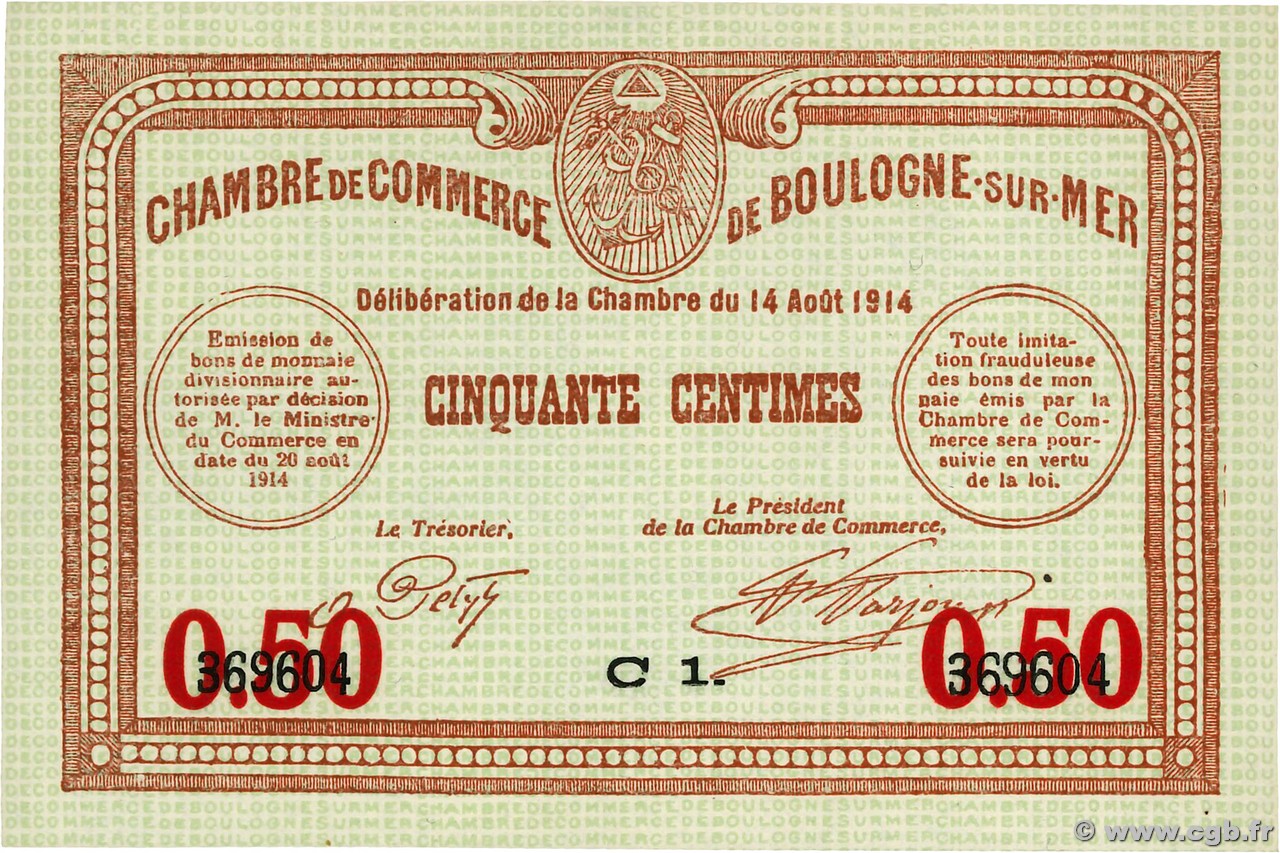 CHAMBRE DE COMMERCE DE BOULOGNE-SUR-MER
Délibération de la Chambre du 14 Août 1914
Emission de
bons de monnaie
divisionnaire au-
torisée par décision
de M. le Ministre
du Commerce en
date du 20 août
1914
CINQUANTE CENTIMES
Toute imita-
tion frauduleuse
des bons de mon
naie émis par la
Chambre de Com-
merce sera pour-
suivie en vertu
de la loi.
Le Trésorier,
Le Président
de la Chambre de Commerce,
0.50
369604
C 1.
0.50
369604
© www.cgb.fr